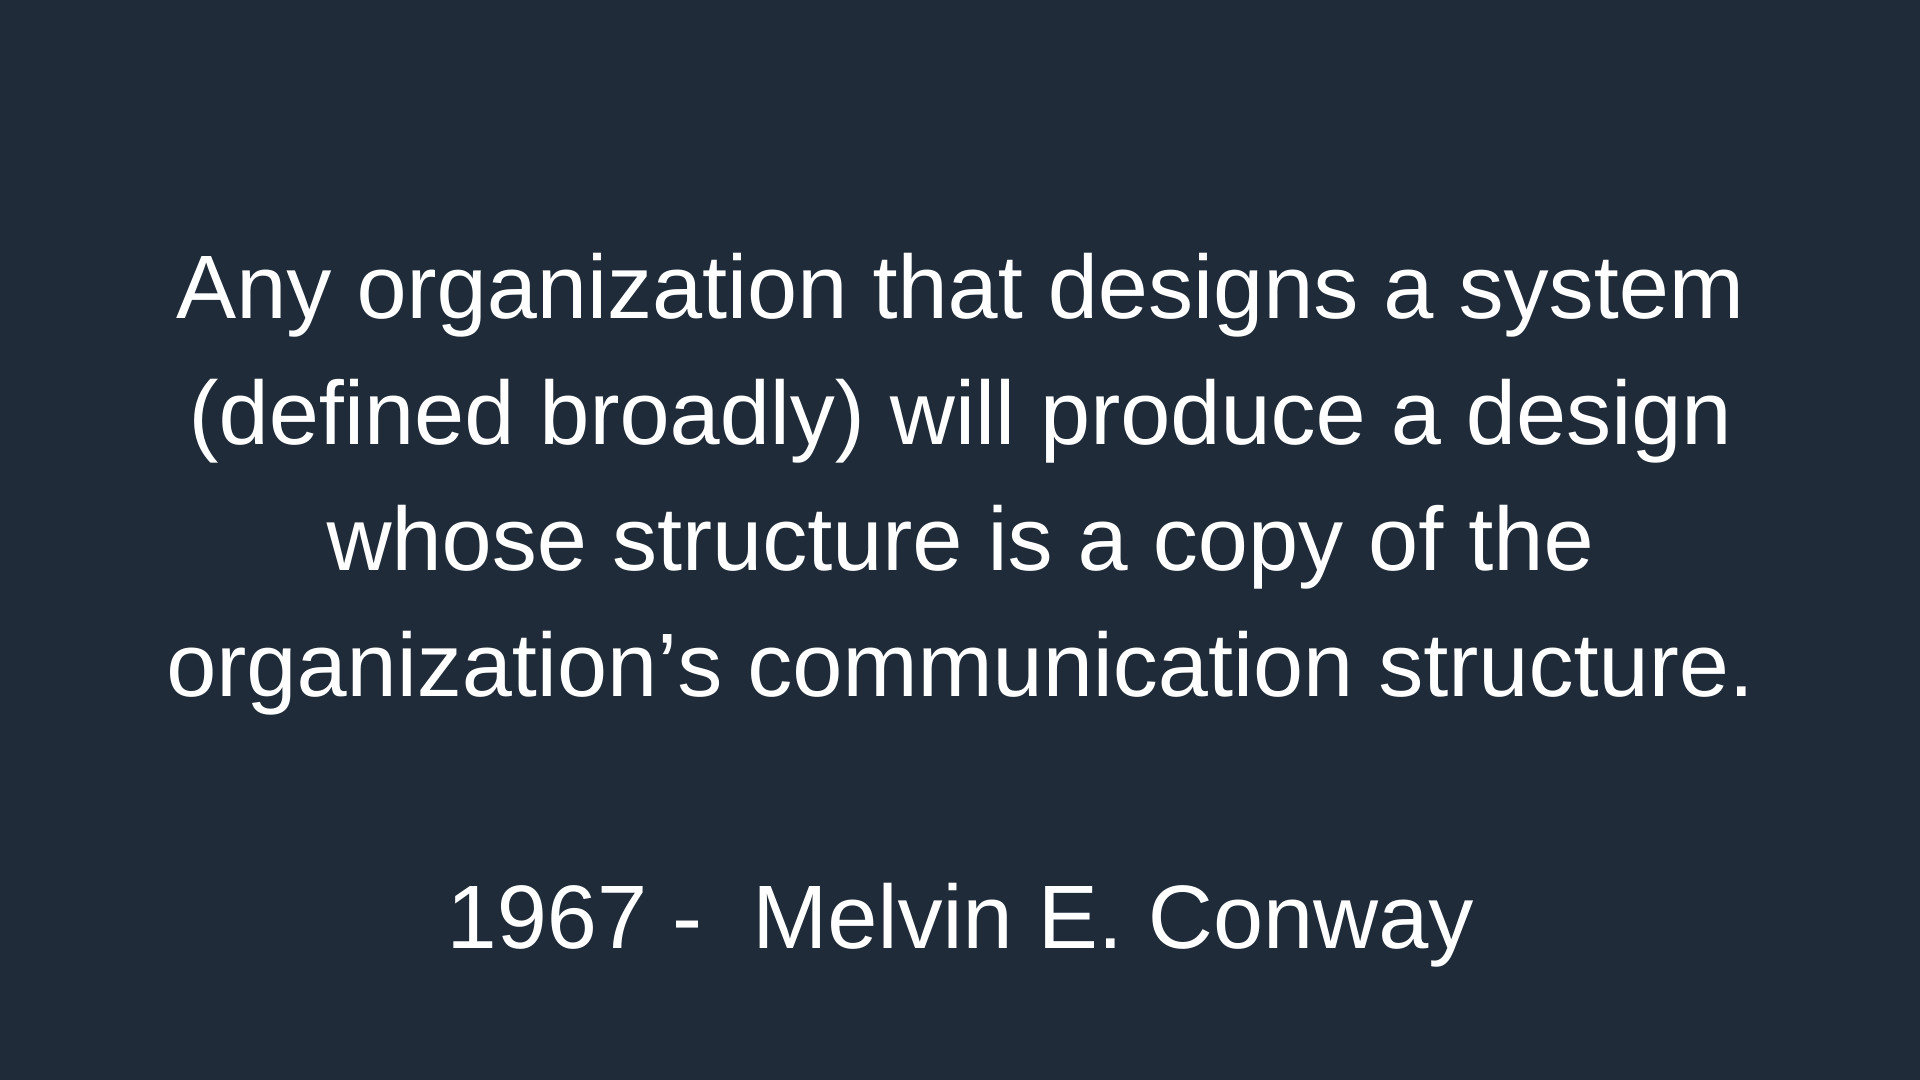 Any organization that designs a system
(defined broadly) will produce a design
whose structure is a copy of the
organization’s communication structure.
1967 -  Melvin E. Conway